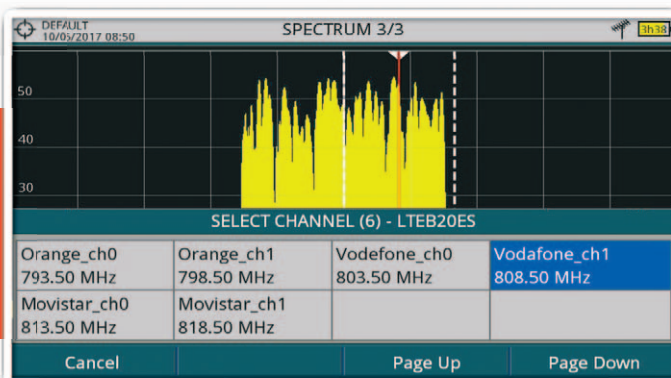 DEFAULT
10/05/2017 08:50
SPECTRUM 3/3
3h38
50
40
30
SELECT CHANNEL (6) - LTEB20ES
Orange_ch0
793.50 MHz
Orange_ch1
798.50 MHz
Vodefone_ch0
803.50 MHz
Vodafone_ch1
808.50 MHz
Movistar_ch0
813.50 MHz
Movistar_ch1
818.50 MHz
Cancel
Page Up
Page Down